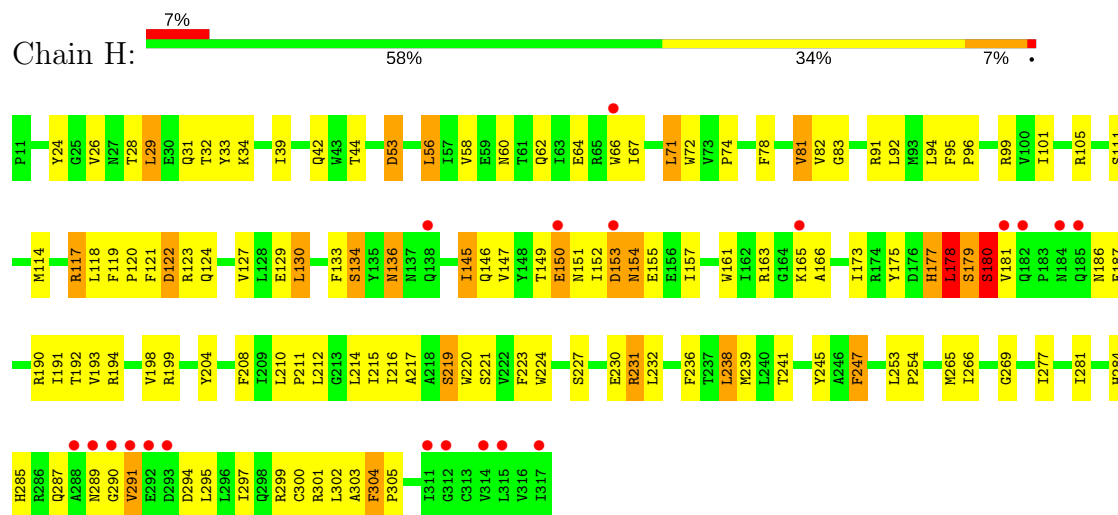 7%
Chain H:
58% 34% 7% •
P11 Y24 G25 V26 N27 T28 L29 E30 Q31 T32 Y33 K34 I39 Q42 W43 T44 D53 L56 I57 V58 E59 N60 T61 Q62 I63 E64 R65 W66 I67 L71 W72 V73 P74 F78 V81 V82 G83 R91 L92 M93 L94 F95 P96 R99 V100 I101 R105 S111
M114 R117 L118 F119 P120 F121 D122 R123 Q124 V127 L128 E129 L130 F133 S134 Y135 N136 N137 Q138 I145 Q146 V147 Y148 T149 E150 N151 I152 D153 N154 E155 E156 I157 W161 I162 R163 G164 K165 A166 I173 R174 Y175 D176 H177 L178 S179 S180 V181 Q182 P183 N184 Q185 N186
R190 I191 T192 V193 R194 V198 R199 Y204 F208 I209 L210 P211 L212 G213 L214 I215 I216 A217 A218 S219 W220 S221 V222 F223 W224 S227 E230 R231 L232 F236 T237 L238 M239 L240 T241 Y245 A246 F247 L253 P254 M265 I266 G269 I277 I281 H284
H285 R286 Q287 A288 N289 G290 V291 E292 D293 D294 L295 L296 I297 Q298 R299 C300 R301 L302 A303 F304 P305 I311 G312 C313 V314 L315 V316 I317